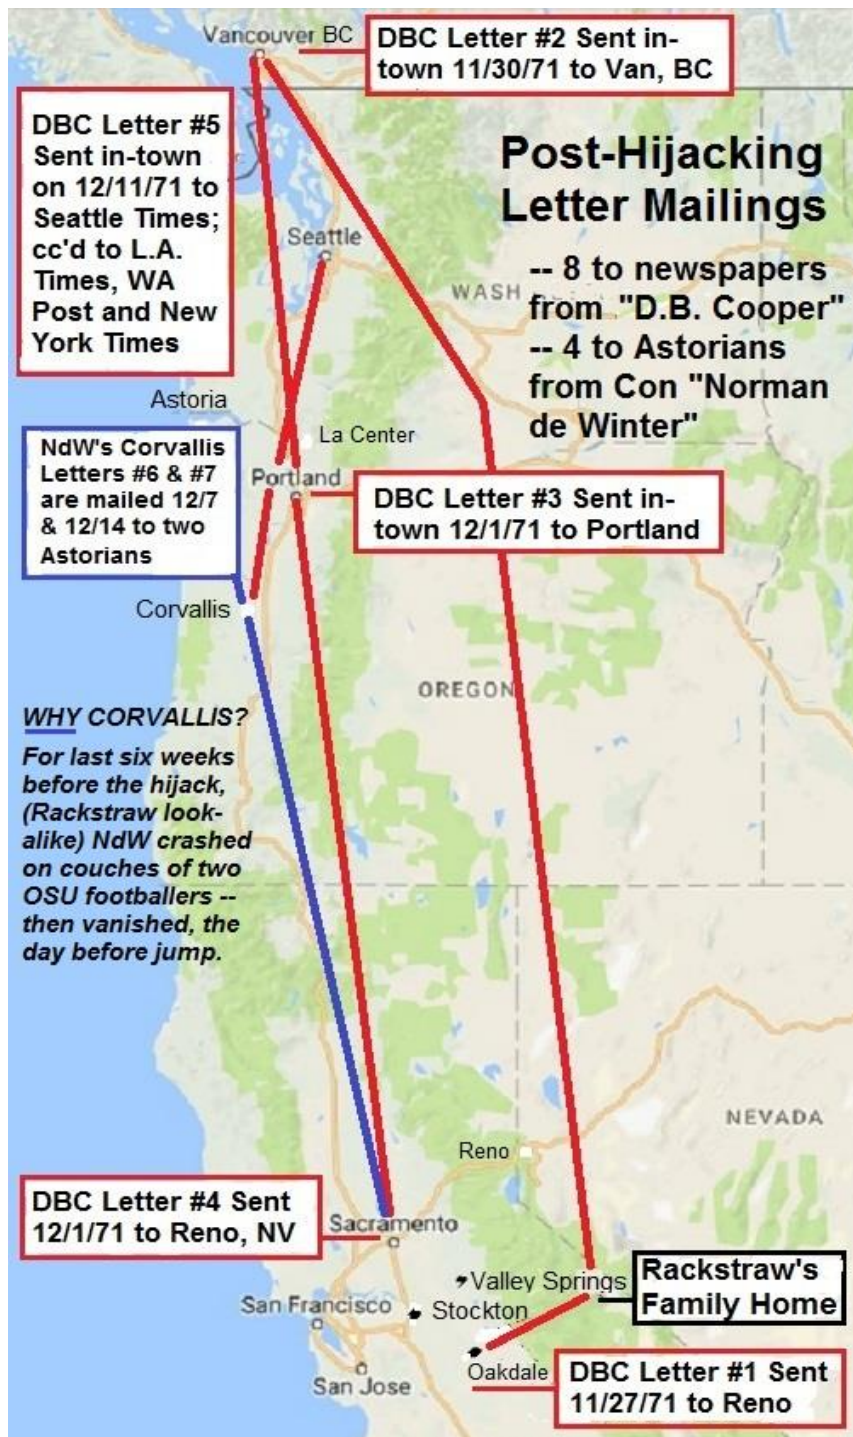 Vancouver BC
DBC Letter #2 Sent in-
town 11/30/71 to Van, BC
DBC Letter #5
Sent in-town
on 12/11/71 to
Seattle Times;
cc'd to L.A.
Times, WA
Post and New
York Times
Post-Hijacking
Letter Mailings
-- 8 to newspapers
from "D.B. Cooper"
-- 4 to Astorians
from Con "Norman
de Winter"
Seattle
WASH
Astoria
La Center
NdW's Corvallis
Letters #6 & #7
are mailed 12/7
& 12/14 to two
Astorians
Portland
DBC Letter #3 Sent in-
town 12/1/71 to Portland
Corvallis
OREGON
WHY CORVALLIS?
For last six weeks
before the hijack,
(Rackstraw look-
alike) NdW crashed
on couches of two
OSU footballers --
then vanished, the
day before jump.
NEVADA
Reno
DBC Letter #4 Sent
12/1/71 to Reno, NV
Sacramento
Valley Springs
Rackstraw's
Family Home
San Francisco
Stockton
Oakdale
San Jose
DBC Letter #1 Sent
11/27/71 to Reno